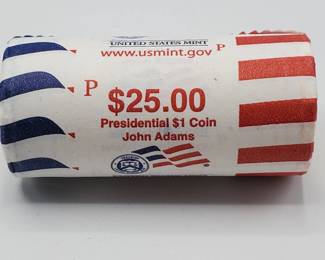 UNITED STATES MINT
www.usmint.gov P
P
$25.00
Presidential $1 Coin
John Adams